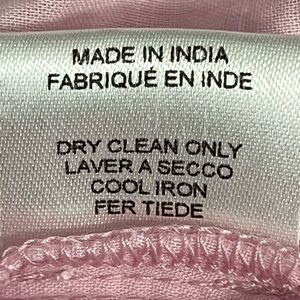 MADE IN INDIA
FABRIQUÉ EN INDE
DRY CLEAN ONLY
LAVER A SECCO
COOL IRON
FER TIEDE